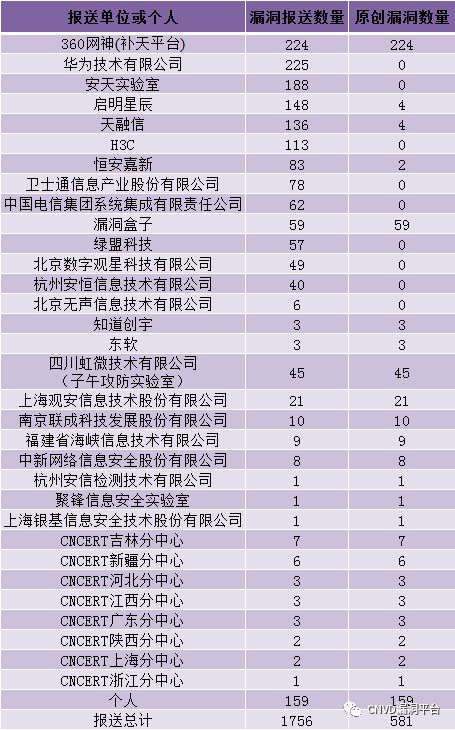 报送单位或个人 漏洞报送数量 原创漏洞数量
360网神(补天平台) 224 224
华为技术有限公司 225 0
安天实验室 188 0
启明星辰 148 4
天融信 136 4
H3C 113 0
恒安嘉新 83 2
卫士通信息产业股份有限公司 78 0
中国电信集团系统集成有限责任公司 62 0
漏洞盒子 59 59
绿盟科技 57 0
北京数字观星科技有限公司 49 0
杭州安恒信息技术有限公司 40 0
北京无声信息技术有限公司 6 0
知道创宇 3 3
东软 3 3
四川虹微技术有限公司
（子午攻防实验室） 45 45
上海观安信息技术股份有限公司 21 21
南京联成科技发展股份有限公司 10 10
福建省海峡信息技术有限公司 9 9
中新网络信息安全股份有限公司 8 8
杭州安信检测技术有限公司 1 1
聚锋信息安全实验室 1 1
上海银基信息安全技术股份有限公司 1 1
CNCERT吉林分中心 7 7
CNCERT新疆分中心 6 6
CNCERT河北分中心 3 3
CNCERT江西分中心 3 3
CNCERT广东分中心 3 3
CNCERT陕西分中心 2 2
CNCERT上海分中心 2 2
CNCERT浙江分中心 1 1
个人 159 159
报送总计 1756 581
CNVD漏洞平台